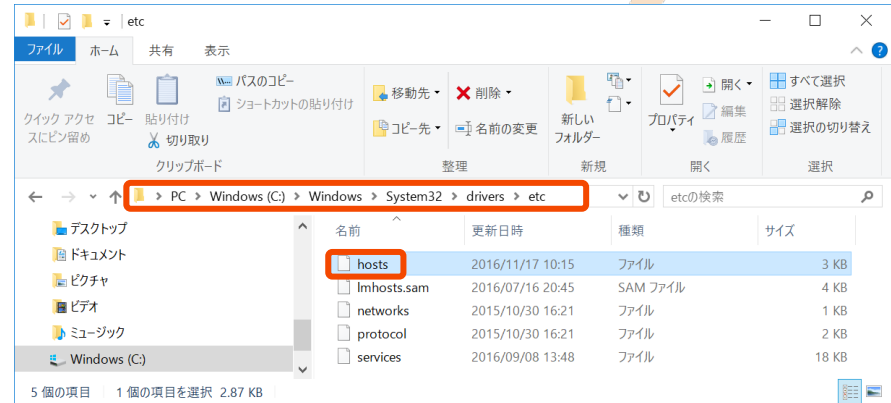 etc
ファイル ホーム 共有 表示
クイック アクセスにピン留め
コピー
貼り付け
パスのコピー
ショートカットの貼り付け
切り取り
クリップボード
移動先
コピー先
削除
名前の変更
整理
新しいフォルダー
新規
プロパティ
開く
編集
履歴
開く
すべて選択
選択解除
選択の切り替え
選択
PC > Windows (C:) > Windows > System32 > drivers > etc
etcの検索
デスクトップ
ドキュメント
ピクチャ
ビデオ
ミュージック
Windows (C:)
名前 更新日時 種類 サイズ
hosts 2016/11/17 10:15 ファイル 3 KB
lmhosts.sam 2016/07/16 20:45 SAM ファイル 4 KB
networks 2015/10/30 16:21 ファイル 1 KB
protocol 2015/10/30 16:21 ファイル 2 KB
services 2016/09/08 13:48 ファイル 18 KB
5 個の項目 1 個の項目を選択 2.87 KB